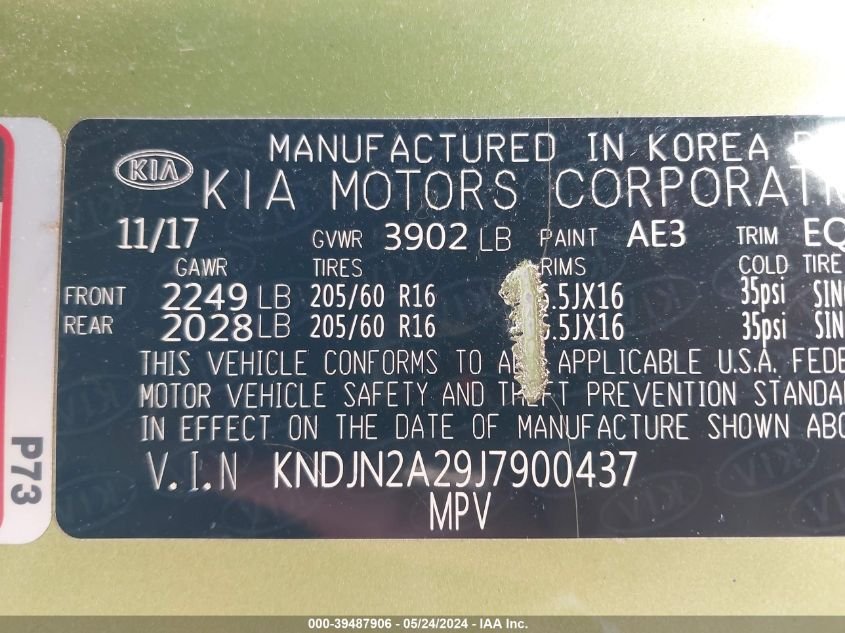 MANUFACTURED IN KOREA
KIA
KIA MOTORS CORPORATI
11/17 GVWR 3902 LB PAINT AE3 TRIM EQ
GAWR TIRES RIMS COLD TIRE
FRONT 2249 LB 205/60 R16 .5JX16 35psi SIN
REAR 2028 LB 205/60 R16 .5JX16 35psi SIN
THIS VEHICLE CONFORMS TO A APPLICABLE U.S.A. FEDE
MOTOR VEHICLE SAFETY AND THEFT PREVENTION STANDA
IN EFFECT ON THE DATE OF MANUFACTURE SHOWN ABO
V.I.N KNDJN2A29J7900437
MPV
P73
000-39487906 - 05/24/2024 - IAA Inc.